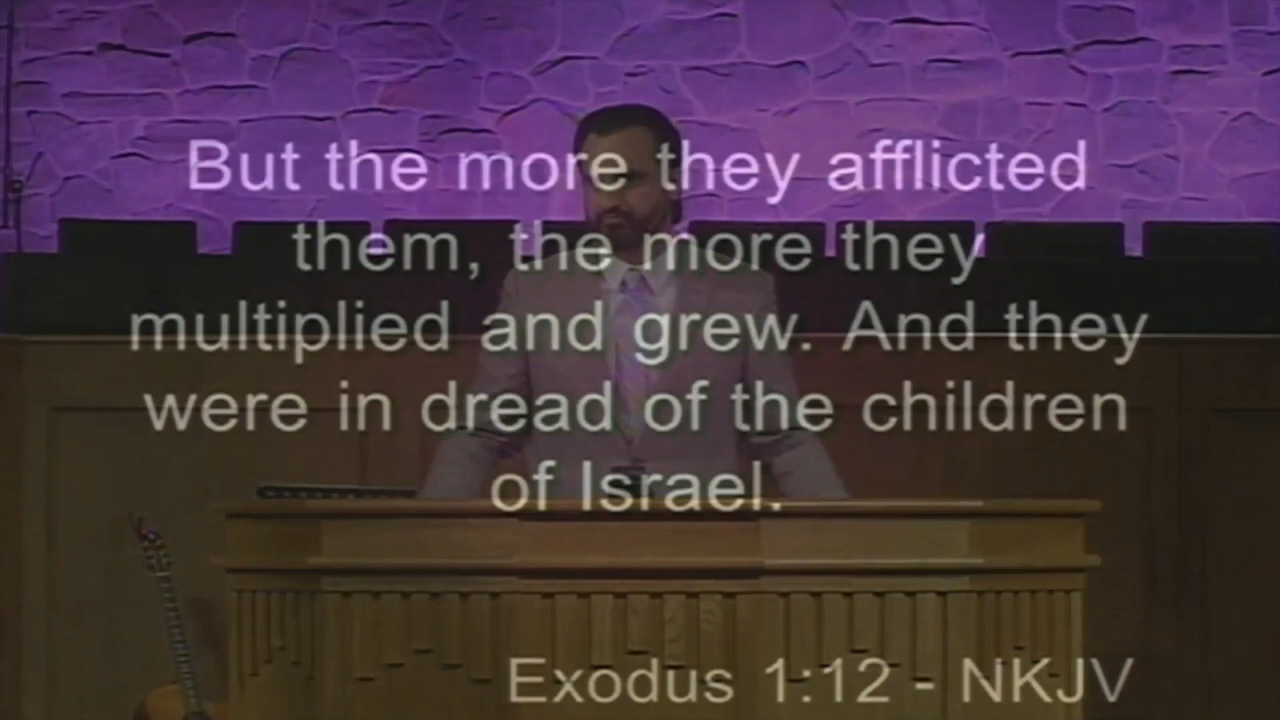 But the more they afflicted
them, the more they
multiplied and grew. And they
were in dread of the children
of Israel.
Exodus 1:12 - NKJV